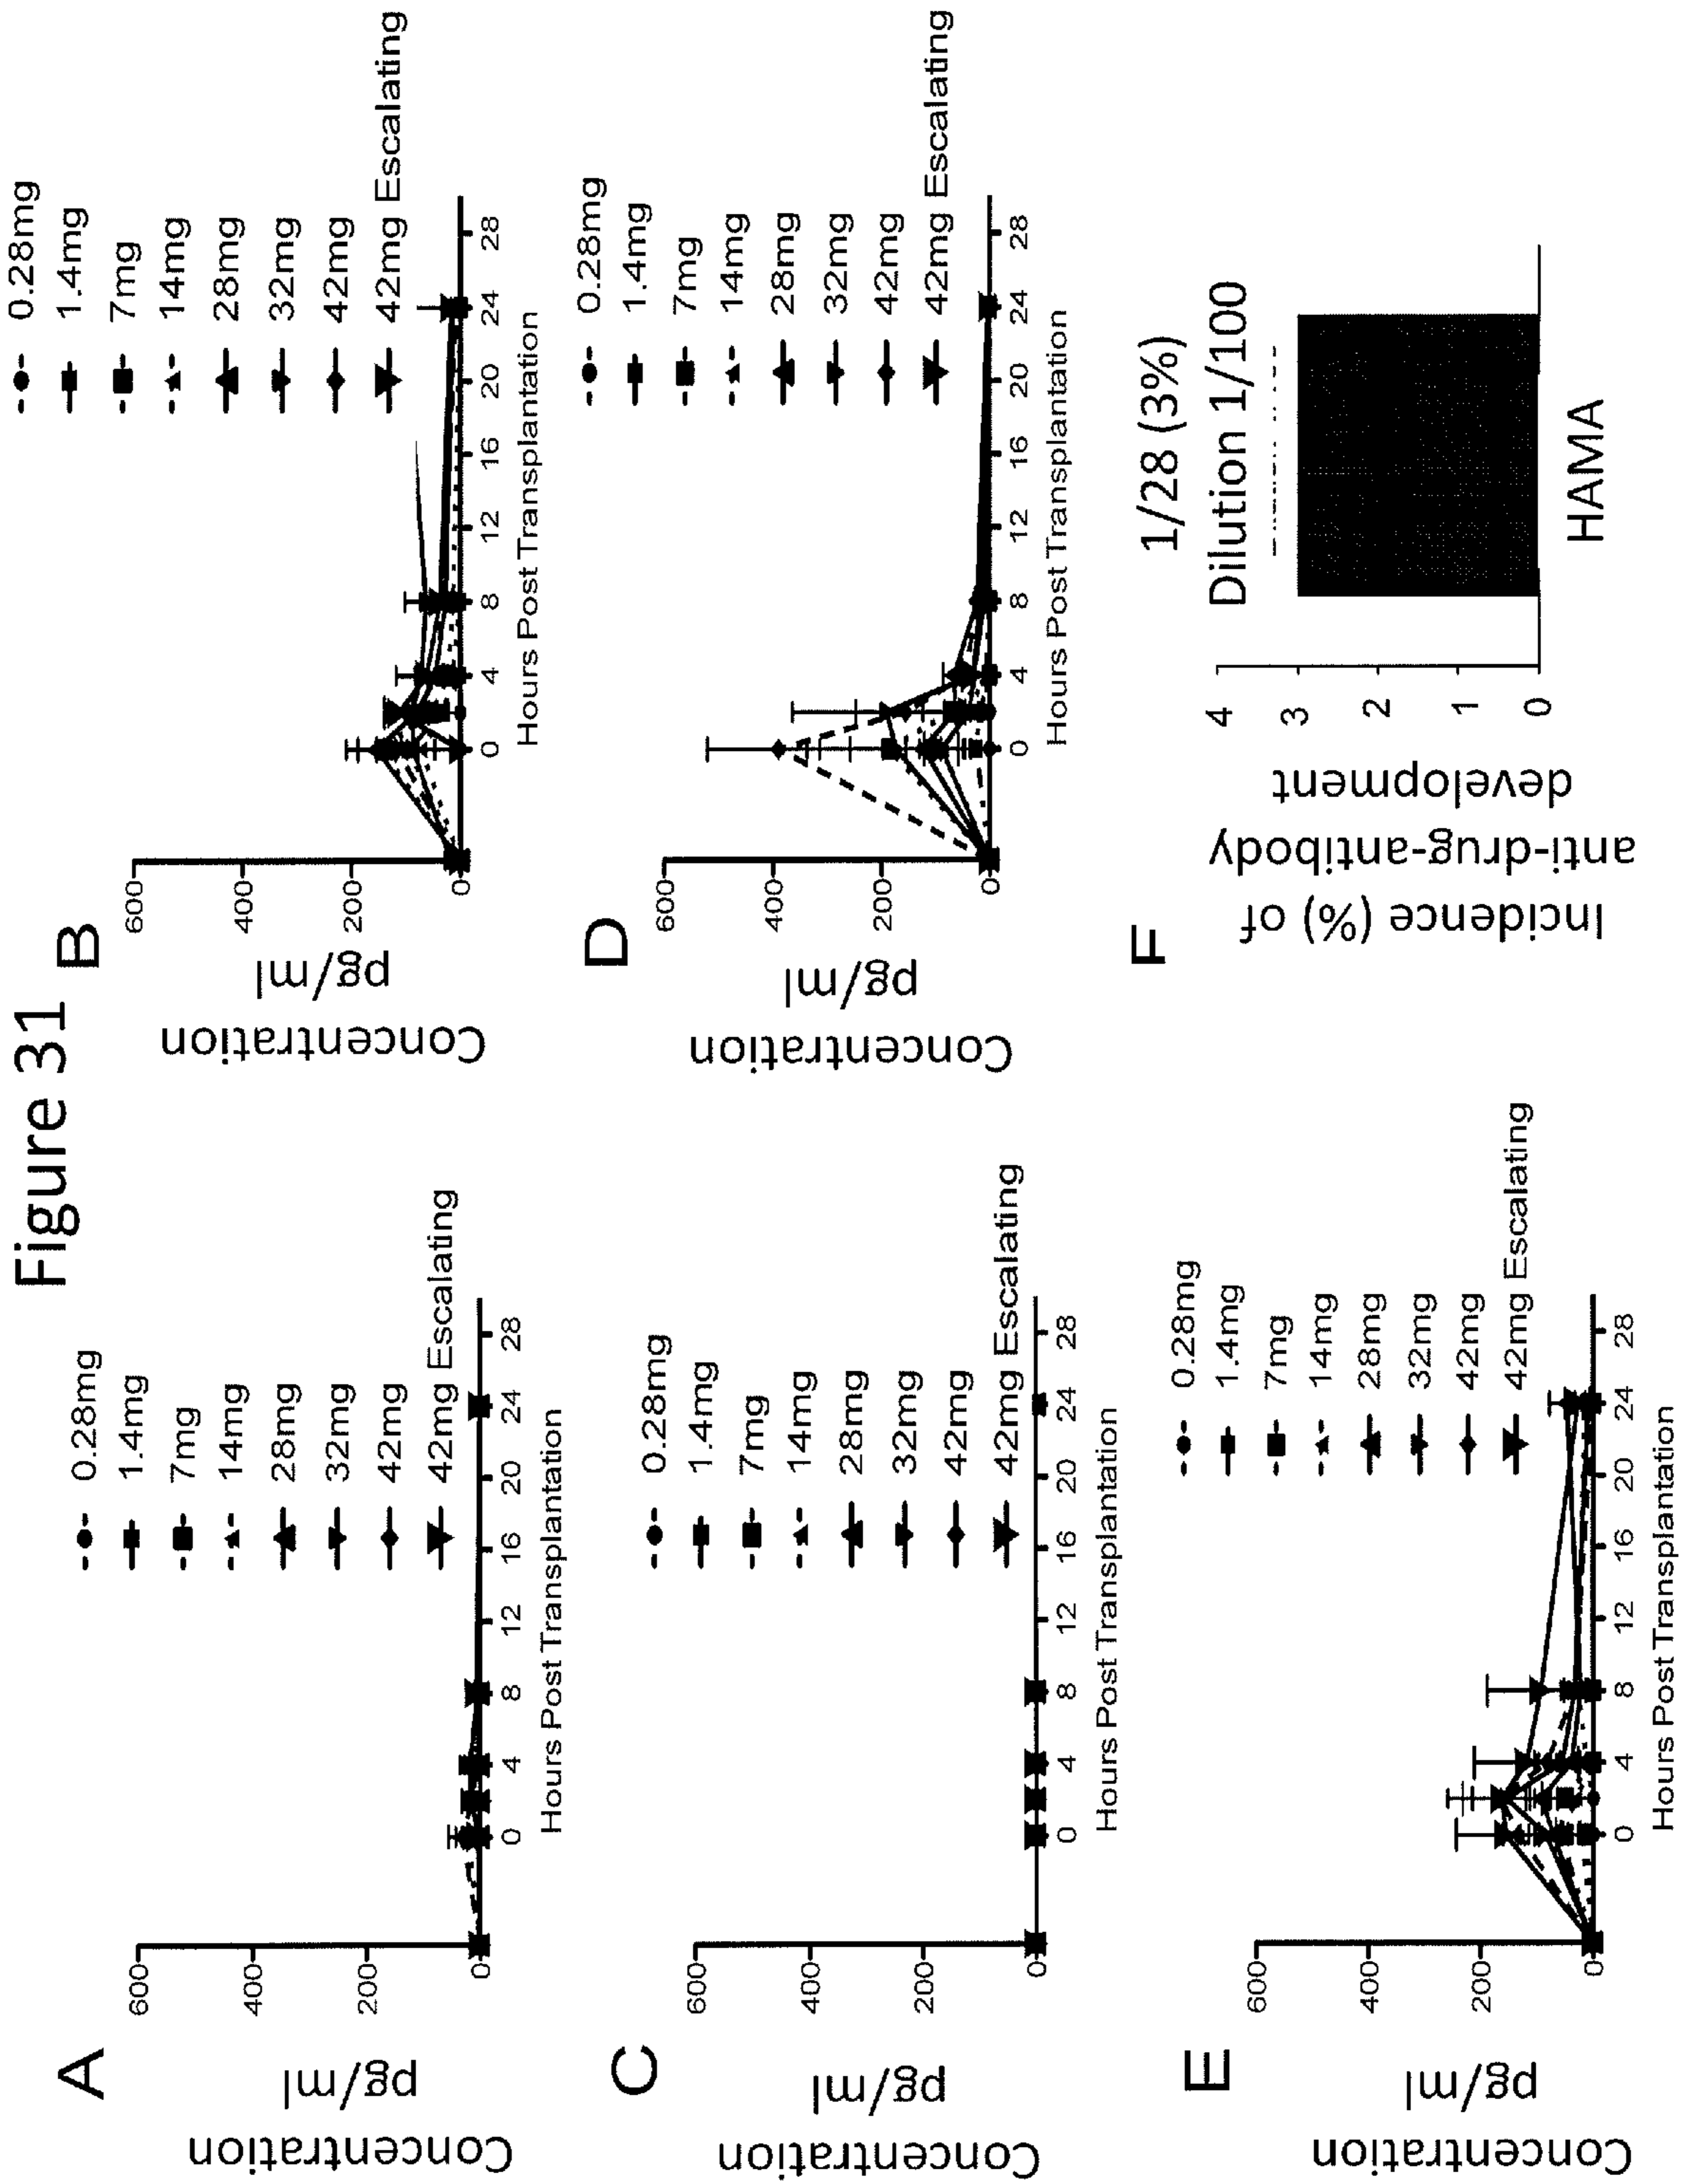 Figure 31
A
Concentration
pg/ml
600
400
200
0
0 4 8 12 16 20 24 28
Hours Post Transplantation
0.28mg
1.4mg
7mg
14mg
28mg
32mg
42mg
42mg Escalating
B
Concentration
pg/ml
600
400
200
0
0 4 8 12 16 20 24 28
Hours Post Transplantation
0.28mg
1.4mg
7mg
14mg
28mg
32mg
42mg
42mg Escalating
C
Concentration
pg/ml
600
400
200
0
0 4 8 12 16 20 24 28
Hours Post Transplantation
0.28mg
1.4mg
7mg
14mg
28mg
32mg
42mg
42mg Escalating
D
Concentration
pg/ml
600
400
200
0
0 4 8 12 16 20 24 28
Hours Post Transplantation
0.28mg
1.4mg
7mg
14mg
28mg
32mg
42mg
42mg Escalating
E
Concentration
pg/ml
600
400
200
0
0 4 8 12 16 20 24 28
Hours Post Transplantation
0.28mg
1.4mg
7mg
14mg
28mg
32mg
42mg
42mg Escalating
F
Incidence (%) of
anti-drug-antibody
development
4
3
2
1
0
1/28 (3%)
Dilution 1/100
HAMA